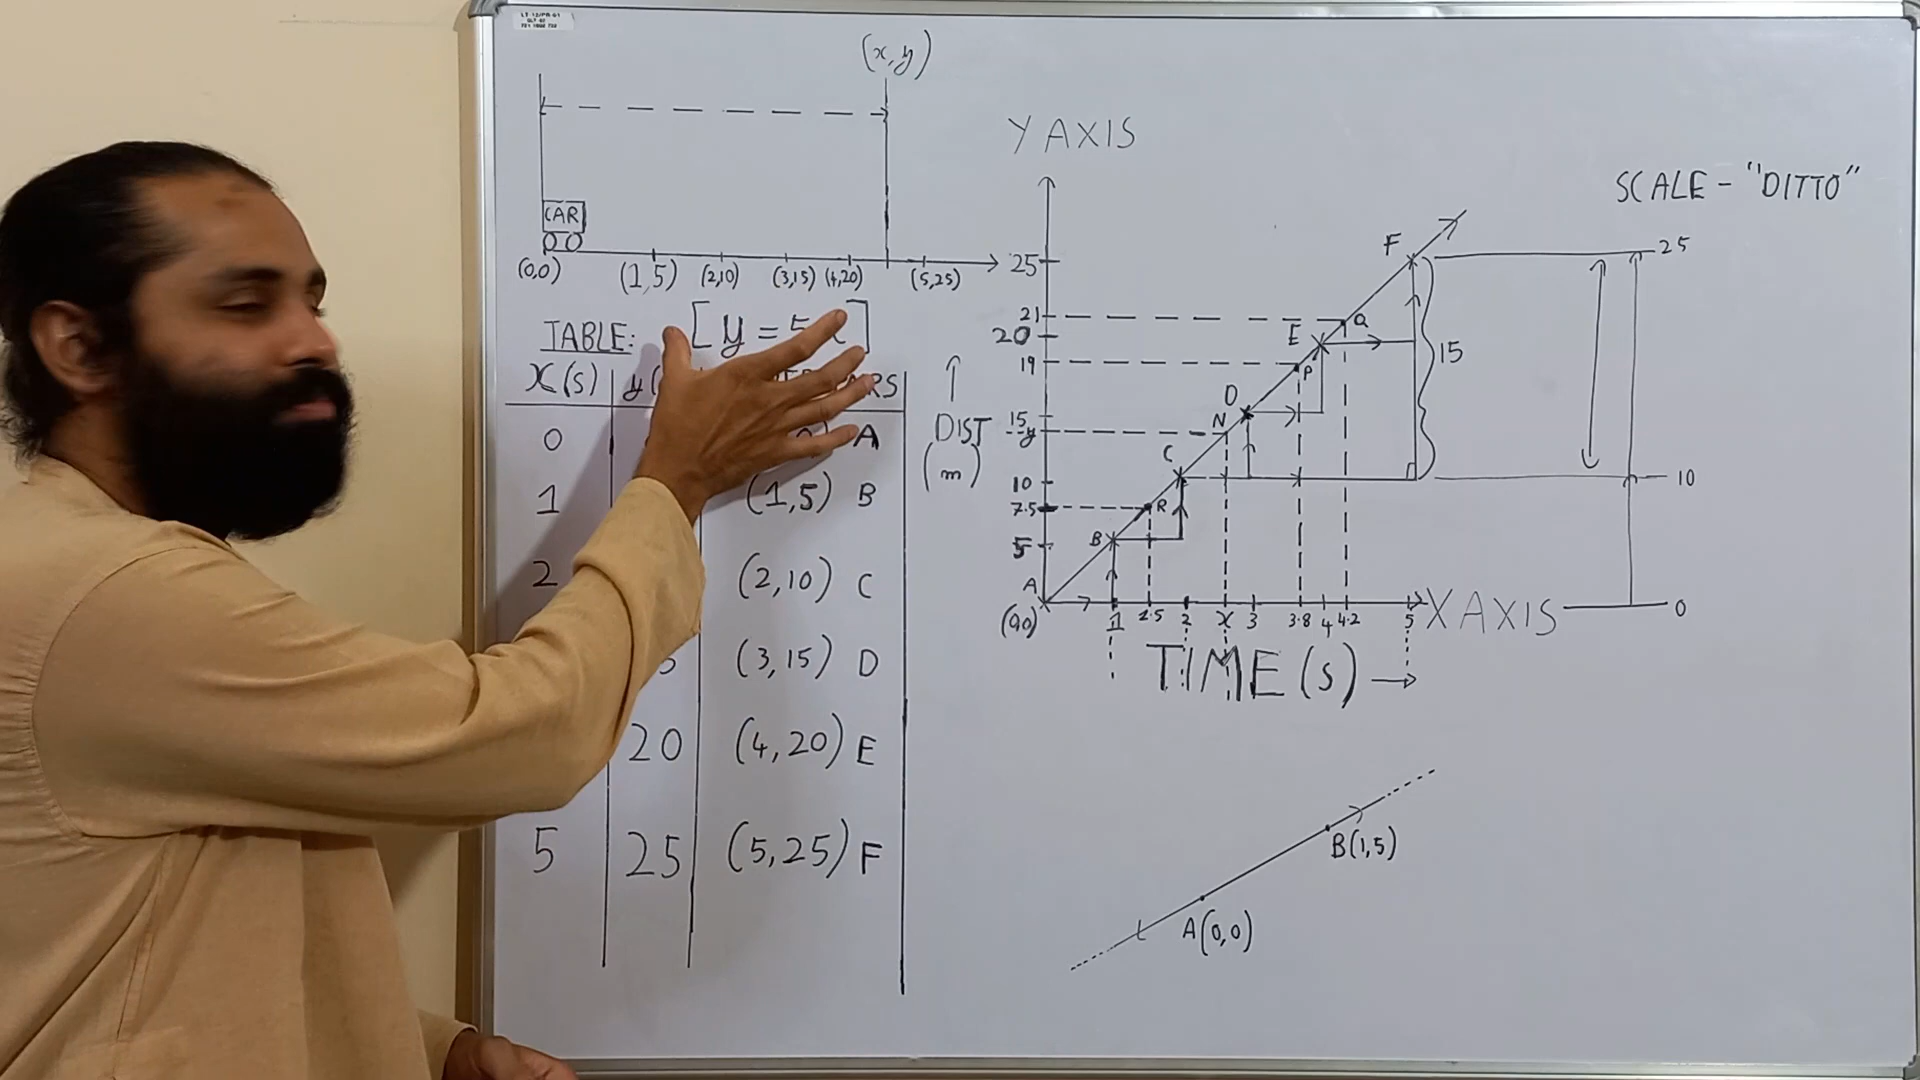 (x, y)
CAR
(0,0) (1,5) (2,10) (3,15) (4,20) (5,25)
TABLE: [y = 5
X(s) y(
0 A
1 (1,5) B
2 (2,10) C
(3,15) D
20 (4,20) E
5 25 (5,25) F
Y AXIS
SCALE - "DITTO"
25
21
20
19
15
y
10
7.5
5
DIST
(m)
A B R C N D P E Q F
15
25
10
0
(0,0) 1 2 x 3 3.8 4 4.2 5 X AXIS
TIME (s)
B(1,5)
A(0,0)